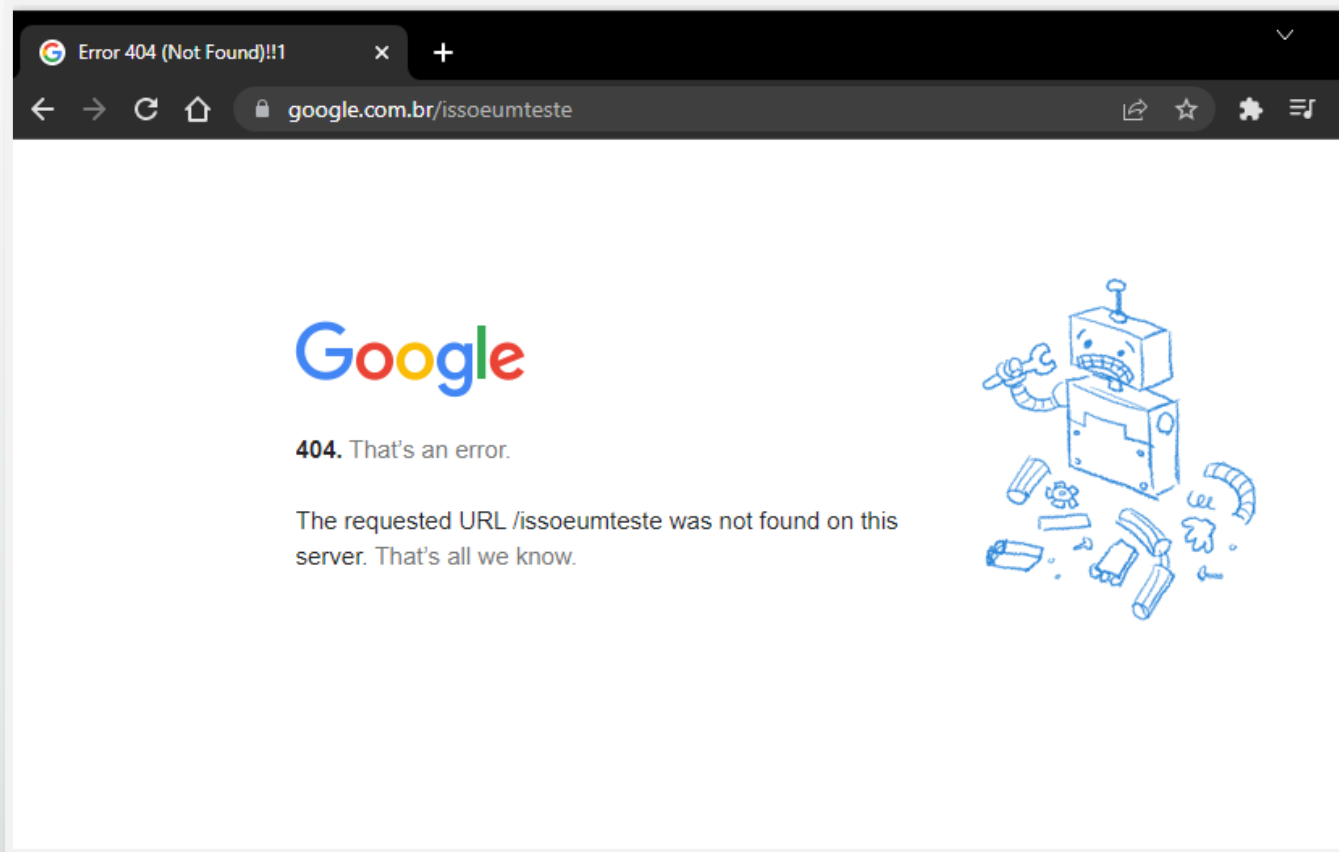 Error 404 (Not Found)!!1
google.com.br/issoeumteste
Google
404. That’s an error.
The requested URL /issoeumteste was not found on this
server. That’s all we know.